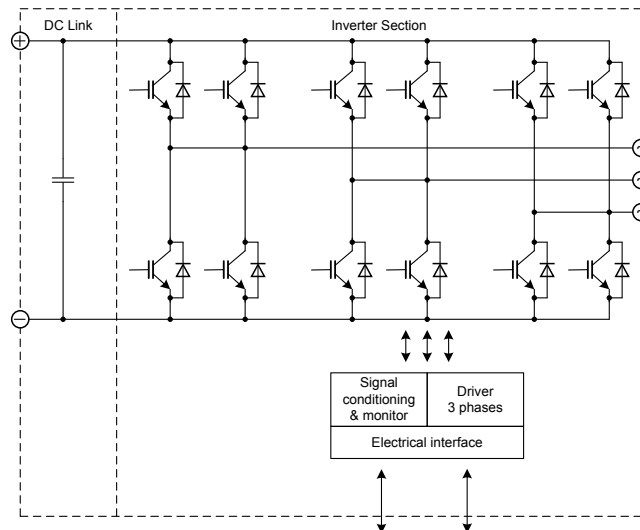 DC Link
Inverter Section
+
−
~
~
~
Signal
conditioning
& monitor
Driver
3 phases
Electrical interface